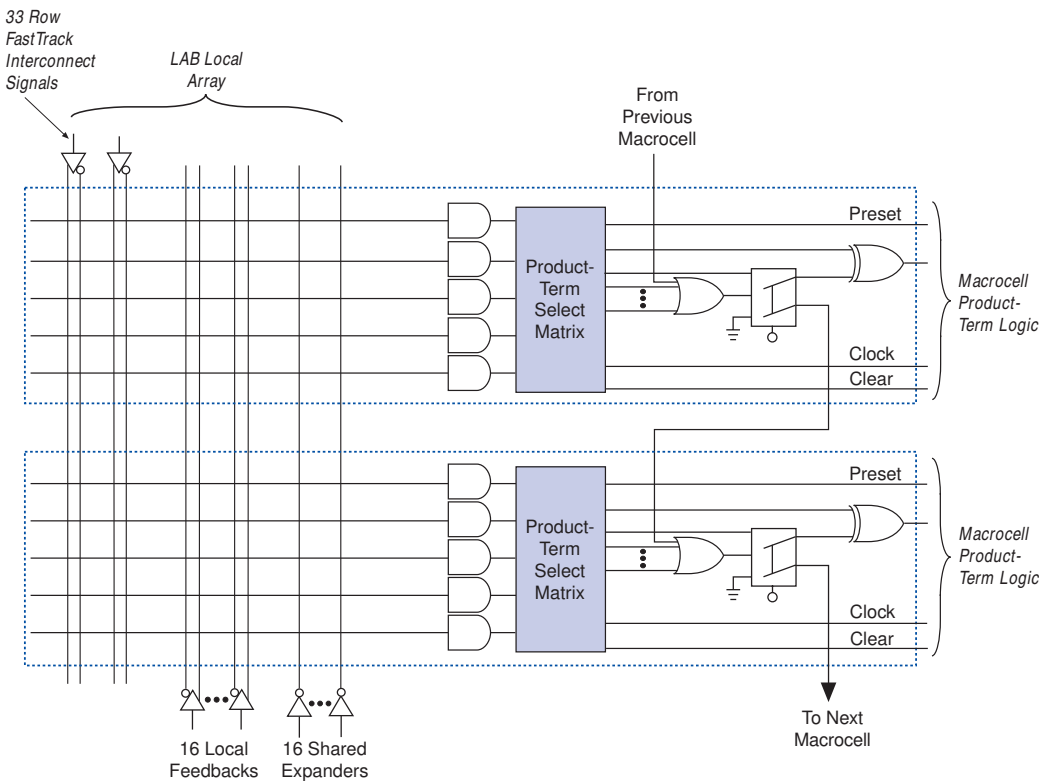 33 Row
FastTrack
Interconnect
Signals
LAB Local
Array
From
Previous
Macrocell
Preset
Product-
Term
Select
Matrix
Macrocell
Product-
Term Logic
Clock
Clear
Preset
Product-
Term
Select
Matrix
Macrocell
Product-
Term Logic
Clock
Clear
16 Local
Feedbacks
16 Shared
Expanders
To Next
Macrocell